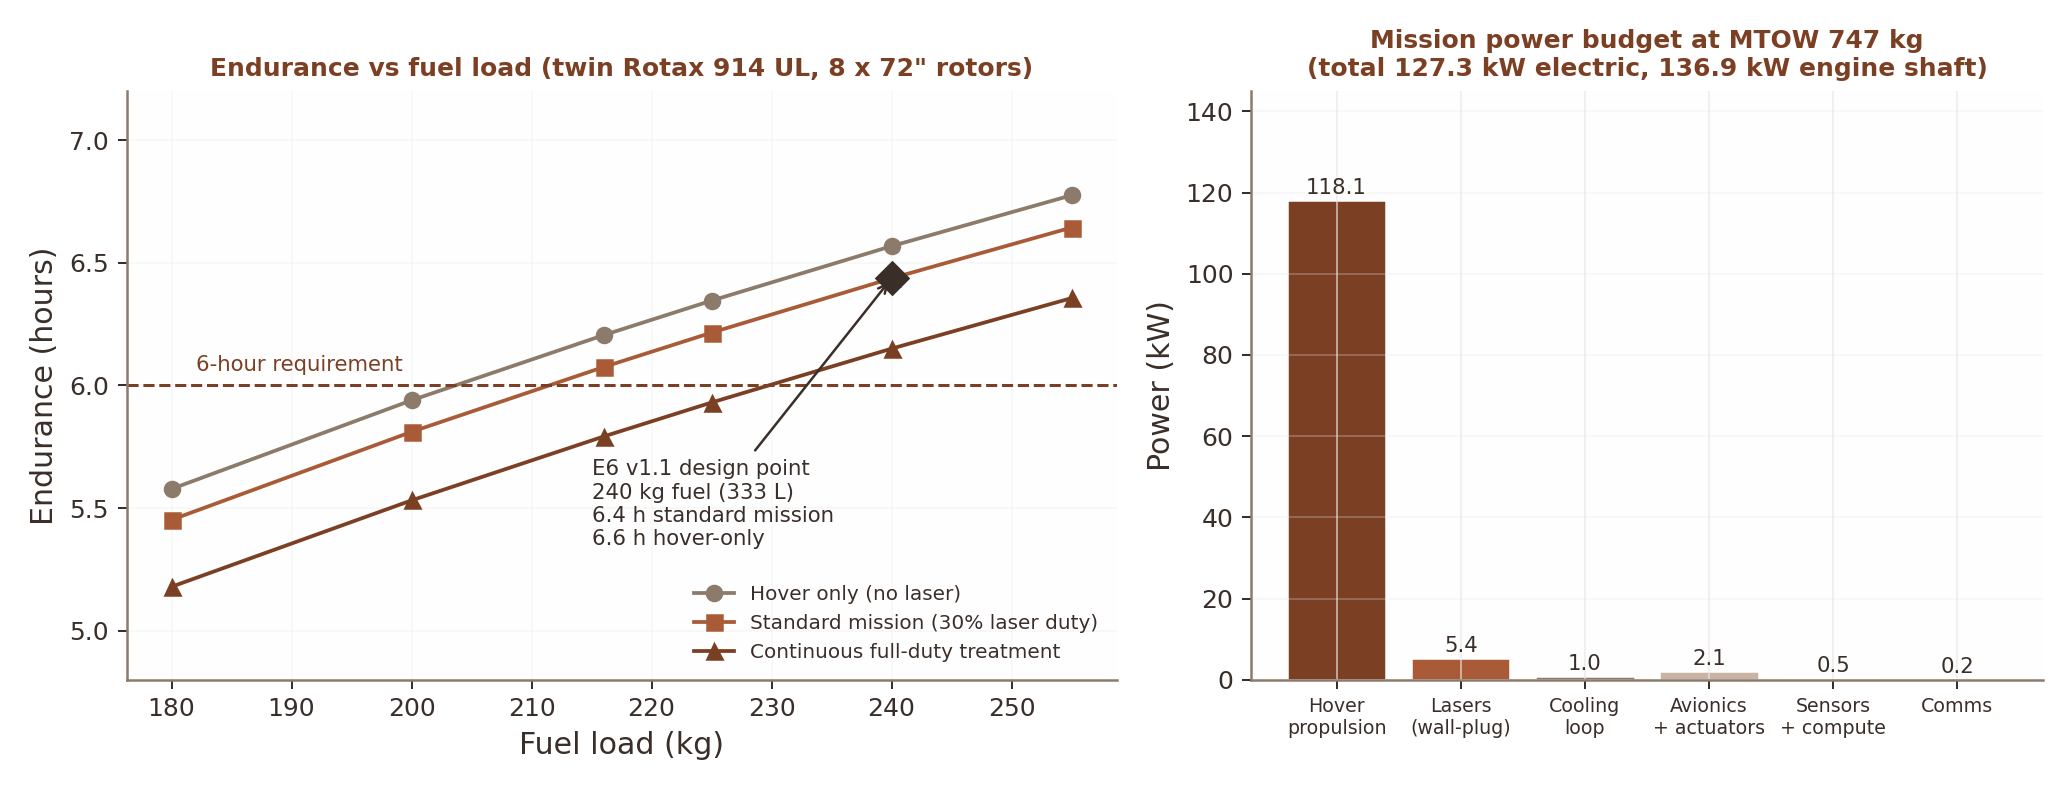 Endurance vs fuel load (twin Rotax 914 UL, 8 x 72" rotors)
Endurance (hours)
7.0
6.5
6.0
5.5
5.0
6-hour requirement
E6 v1.1 design point
240 kg fuel (333 L)
6.4 h standard mission
6.6 h hover-only
Hover only (no laser)
Standard mission (30% laser duty)
Continuous full-duty treatment
180 190 200 210 220 230 240 250
Fuel load (kg)
Mission power budget at MTOW 747 kg
(total 127.3 kW electric, 136.9 kW engine shaft)
Power (kW)
140
120
100
80
60
40
20
0
118.1
5.4
1.0
2.1
0.5
0.2
Hover
propulsion
Lasers
(wall-plug)
Cooling
loop
Avionics
+ actuators
Sensors
+ compute
Comms